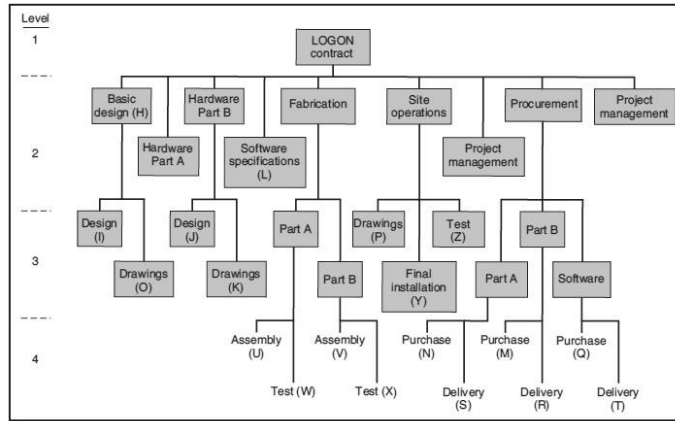 Level
1
LOGON
contract
Basic
design (H)
Hardware
Part B
Fabrication
Site
operations
Procurement
Project
management
2
Hardware
Part A
Software
specifications
(L)
Project
management
Design
(I)
Design
(J)
Part A
Drawings
(P)
Test
(Z)
Part B
3
Drawings
(O)
Drawings
(K)
Part B
Final
installation
(Y)
Part A
Software
Assembly
(U)
Assembly
(V)
Purchase
(N)
Purchase
(M)
Purchase
(Q)
4
Test (W)
Test (X)
Delivery
(S)
Delivery
(R)
Delivery
(T)